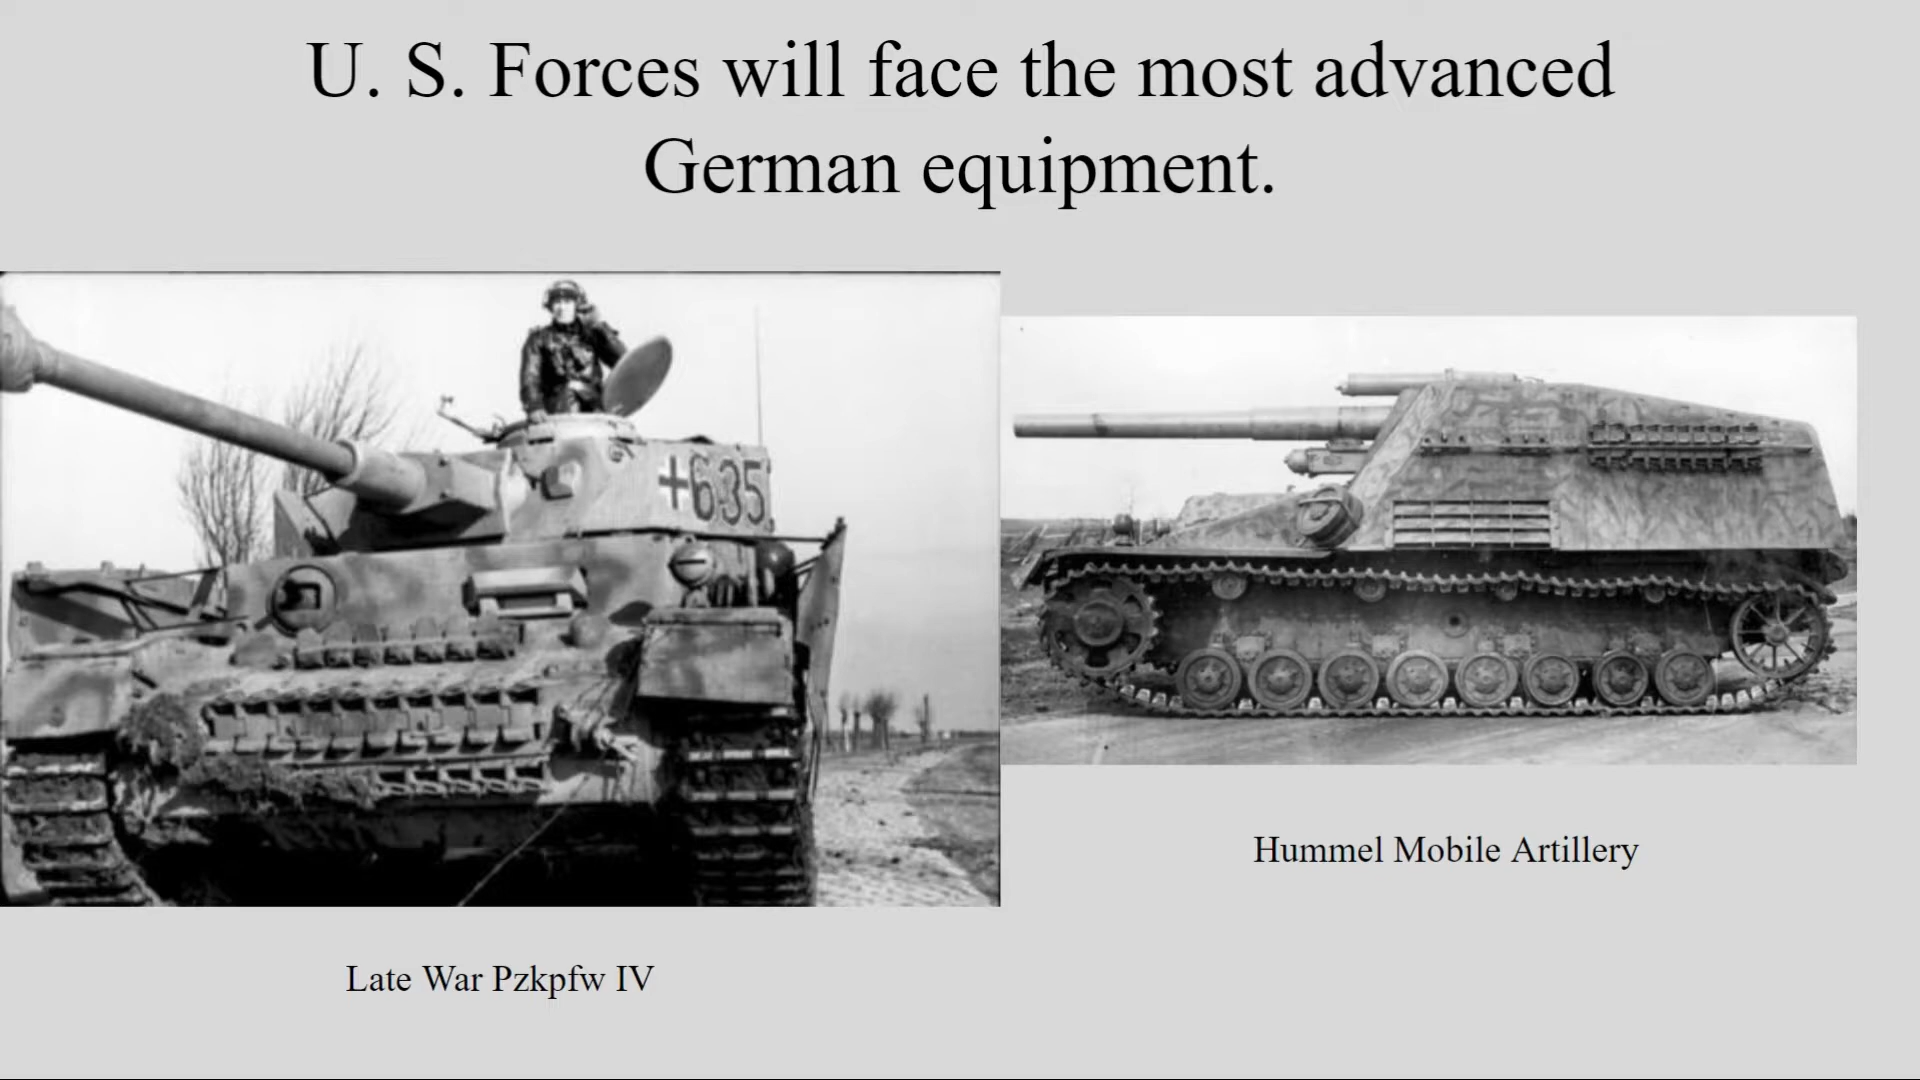 U. S. Forces will face the most advanced
German equipment.
+635
Hummel Mobile Artillery
Late War Pzkpfw IV